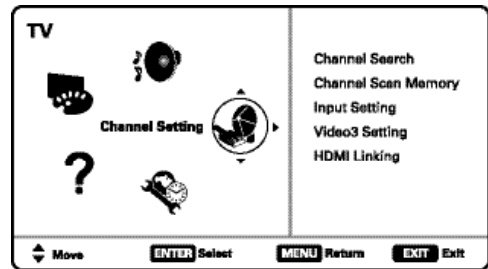 TV
Channel Setting
Channel Search
Channel Scan Memory
Input Setting
Video3 Setting
HDMI Linking
Move ENTER Select MENU Return EXIT Exit